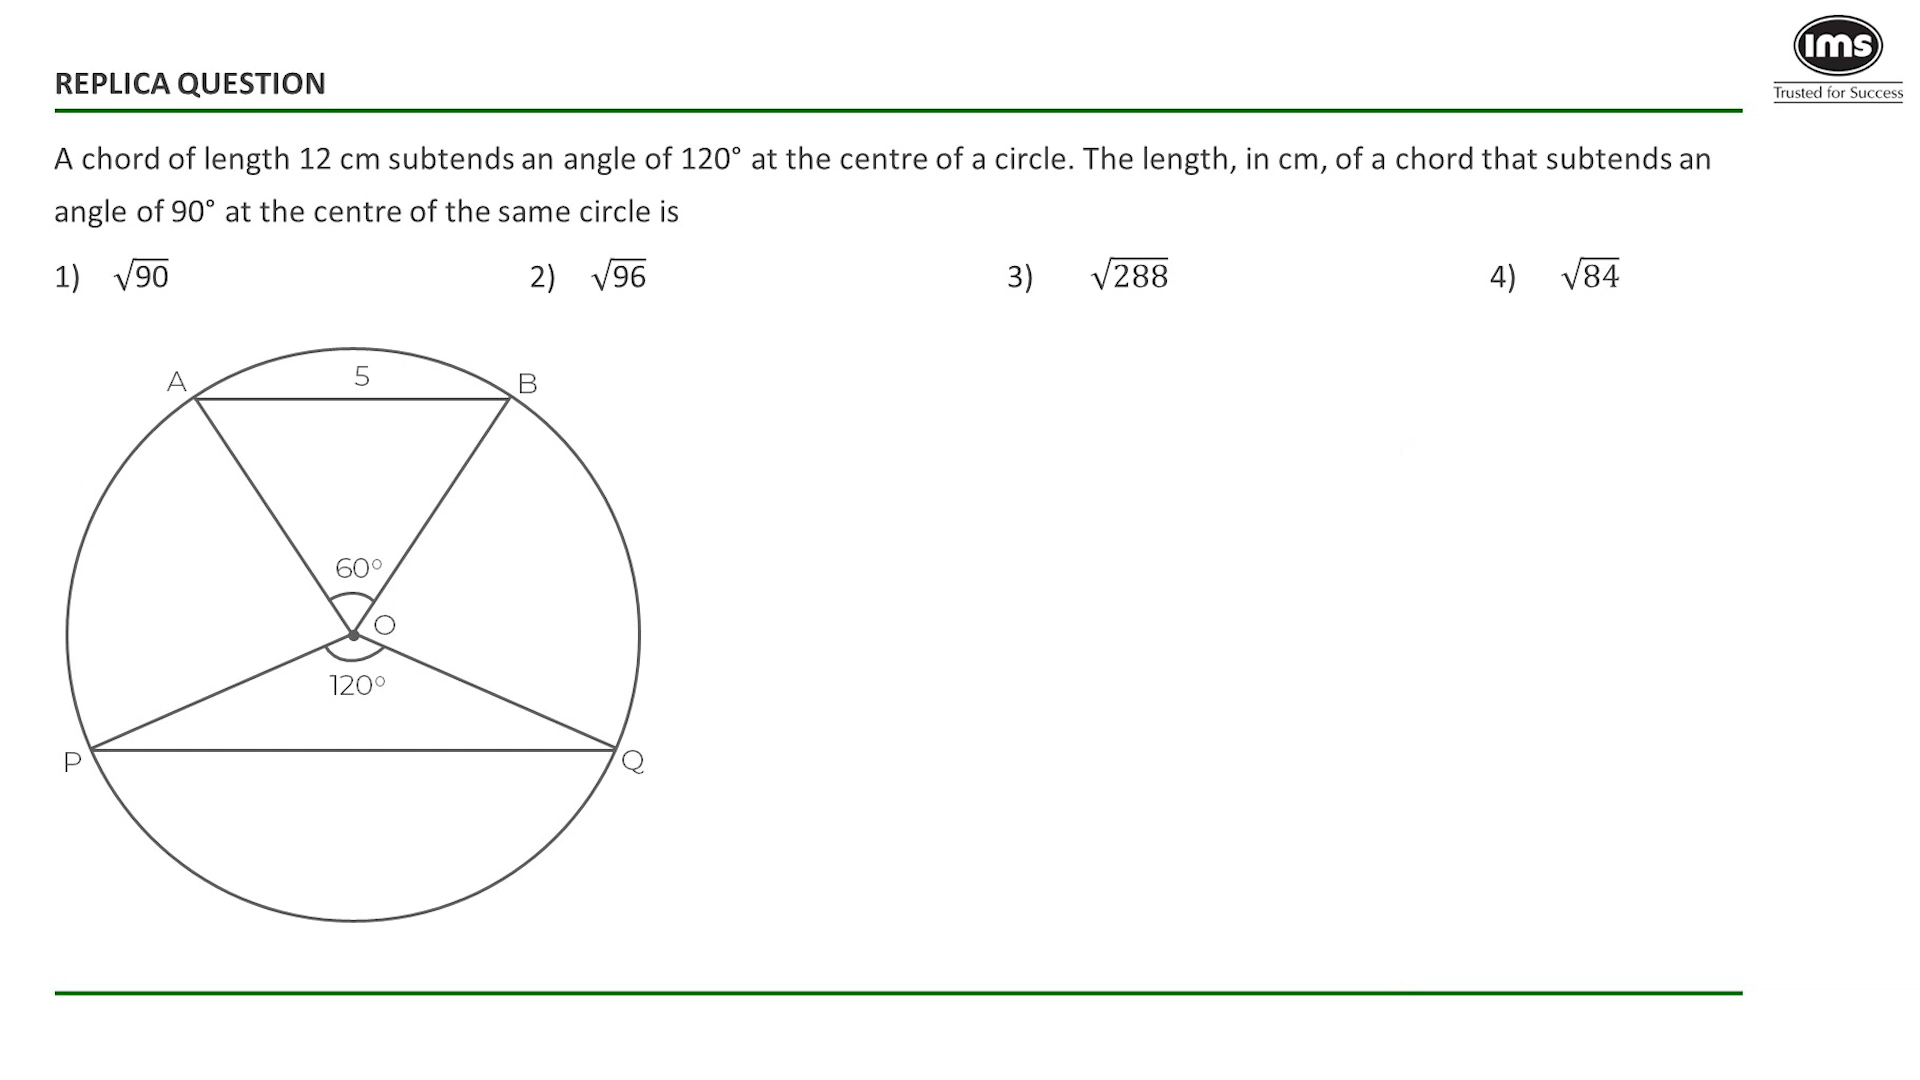 ims
Trusted for Success
REPLICA QUESTION
A chord of length 12 cm subtends an angle of 120° at the centre of a circle. The length, in cm, of a chord that subtends an
angle of 90° at the centre of the same circle is
1) √90 2) √96 3) √288 4) √84
A 5 B
60°
O
120°
P Q